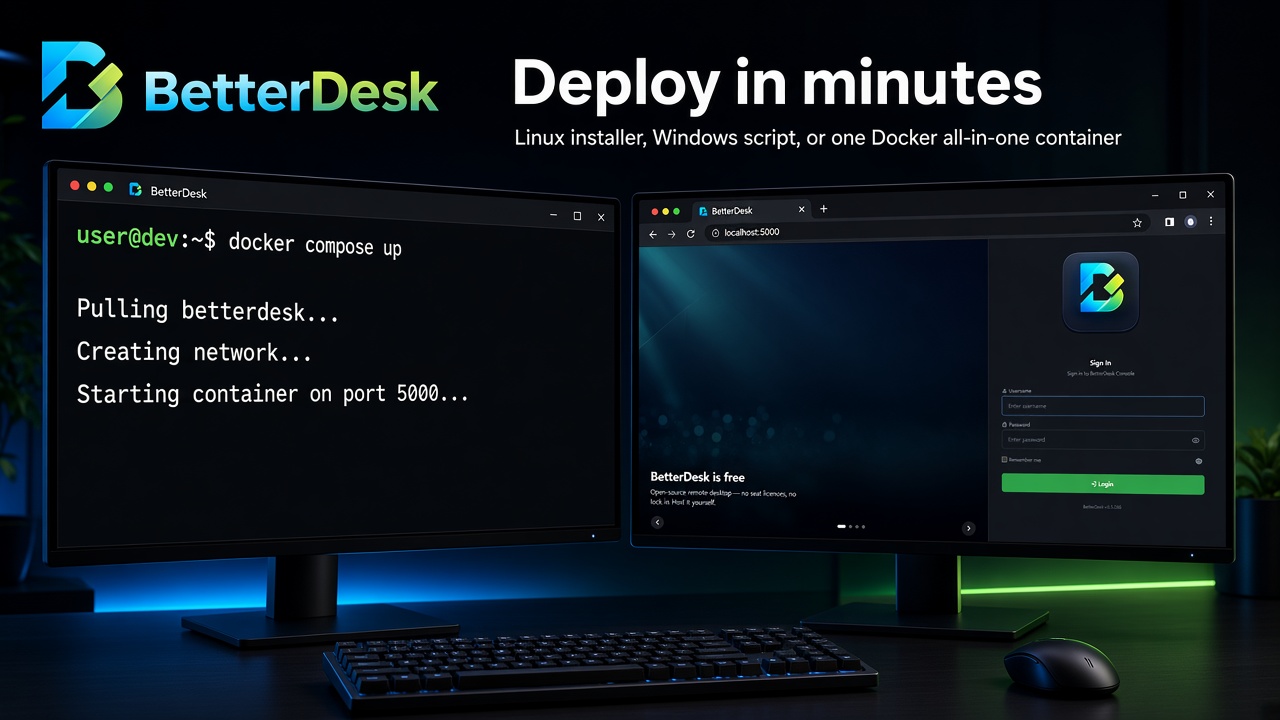 BetterDesk
Deploy in minutes
Linux installer, Windows script, or one Docker all-in-one container
BetterDesk
user@dev:~$ docker compose up
Pulling betterdesk...
Creating network...
Starting container on port 5000...
BetterDesk
localhost:5000
BetterDesk is free
Open-source remote desktop — no seat licences, no
lock in. Host it yourself.
Sign In
Sign in to BetterDesk Console
Username
Enter username
Password
Enter password
Remember me
Login